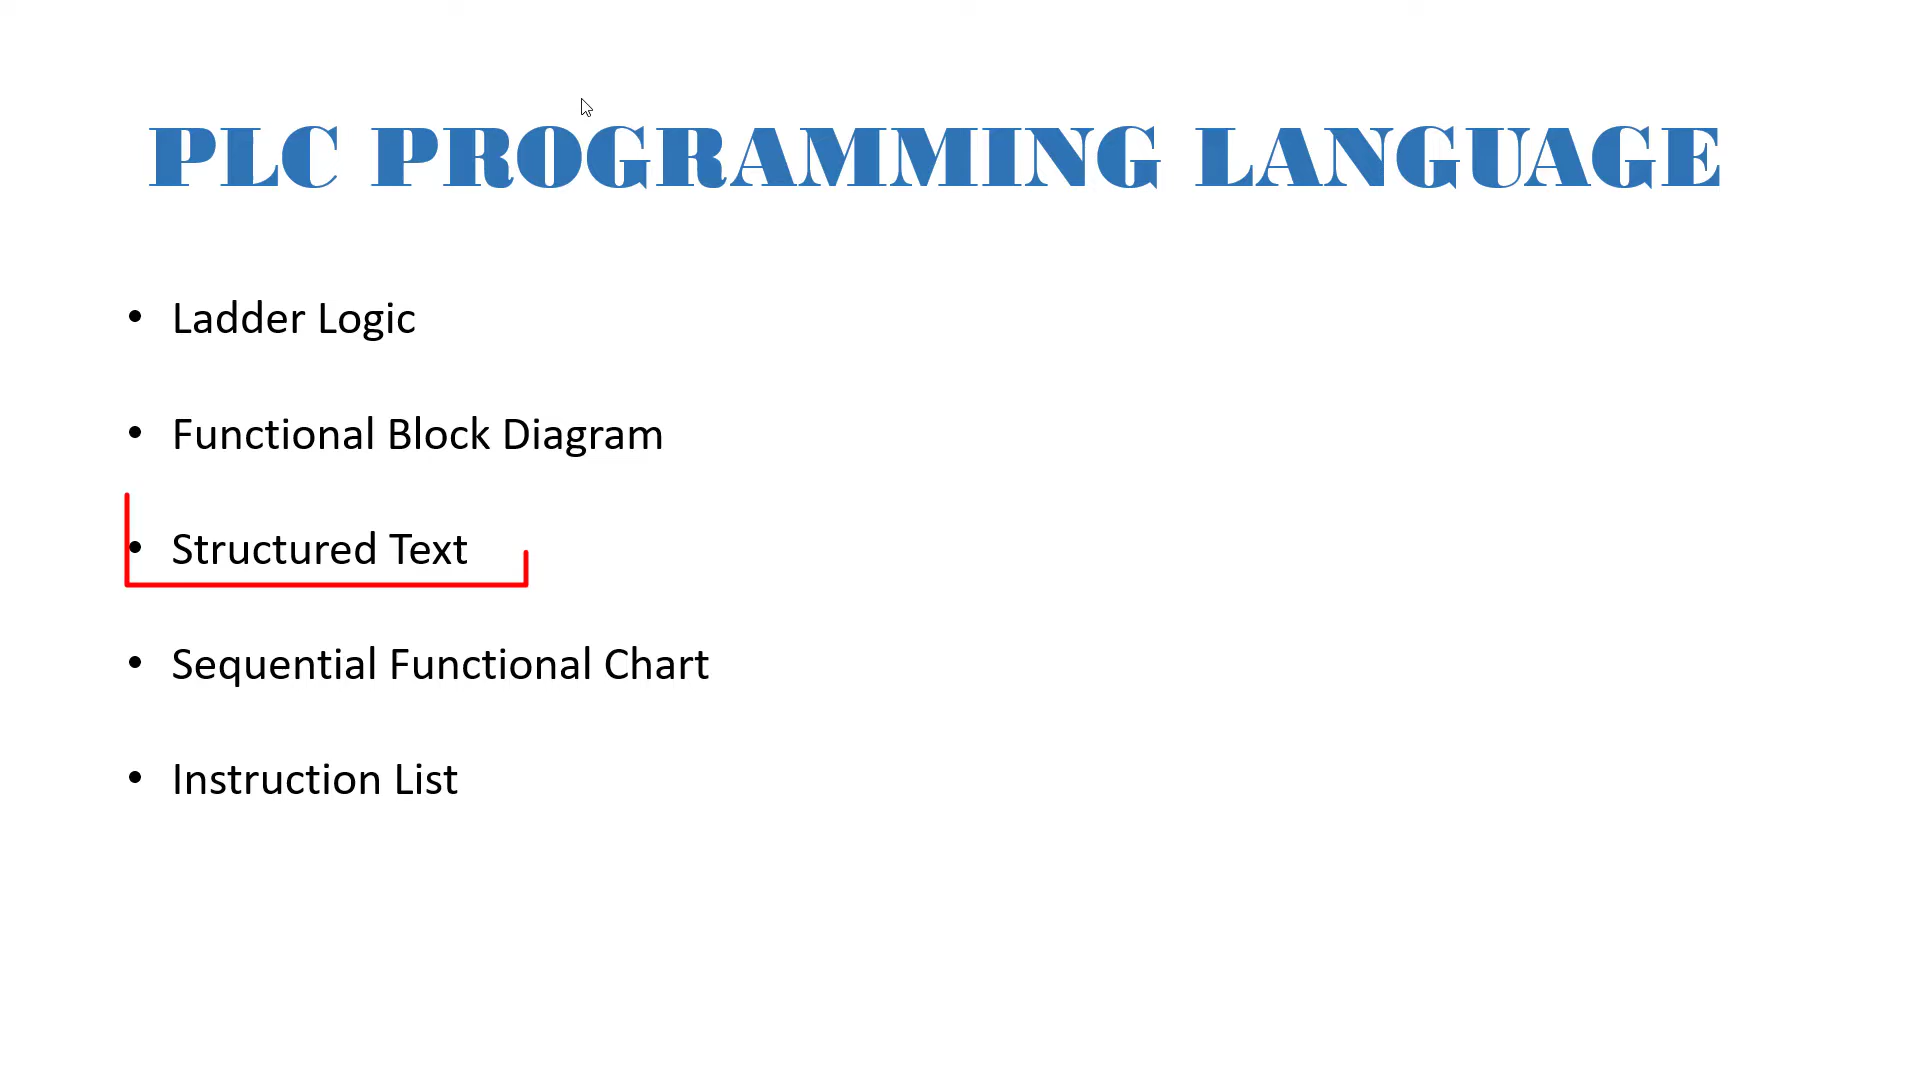 PLC PROGRAMMING LANGUAGE
• Ladder Logic
• Functional Block Diagram
• Structured Text
• Sequential Functional Chart
• Instruction List